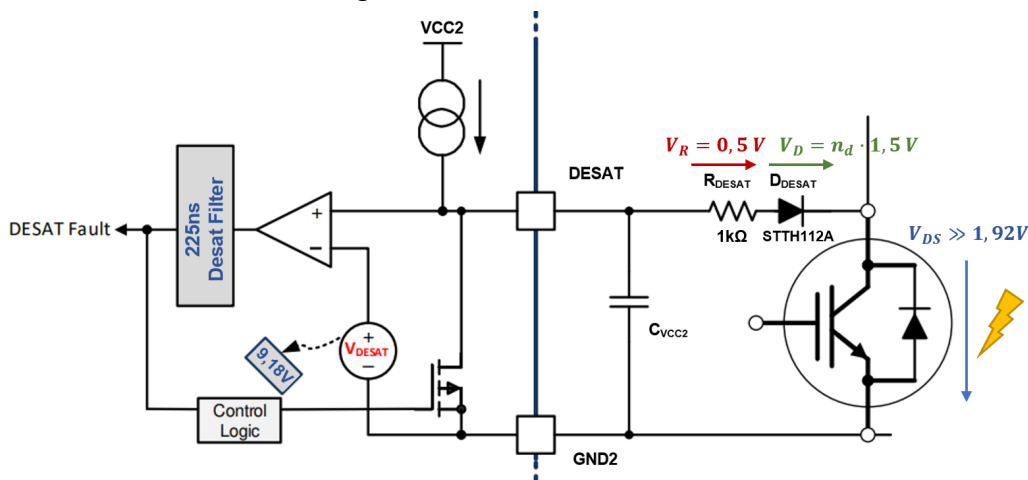 VCC2
DESAT
V_R = 0,5 V
V_D = n_d · 1,5 V
R_DESAT
D_DESAT
1kΩ
STTH112A
225ns
Desat Filter
DESAT Fault
+
−
V_DS ≫ 1,92V
C_VCC2
+
V_DESAT
−
9,18V
Control
Logic
GND2